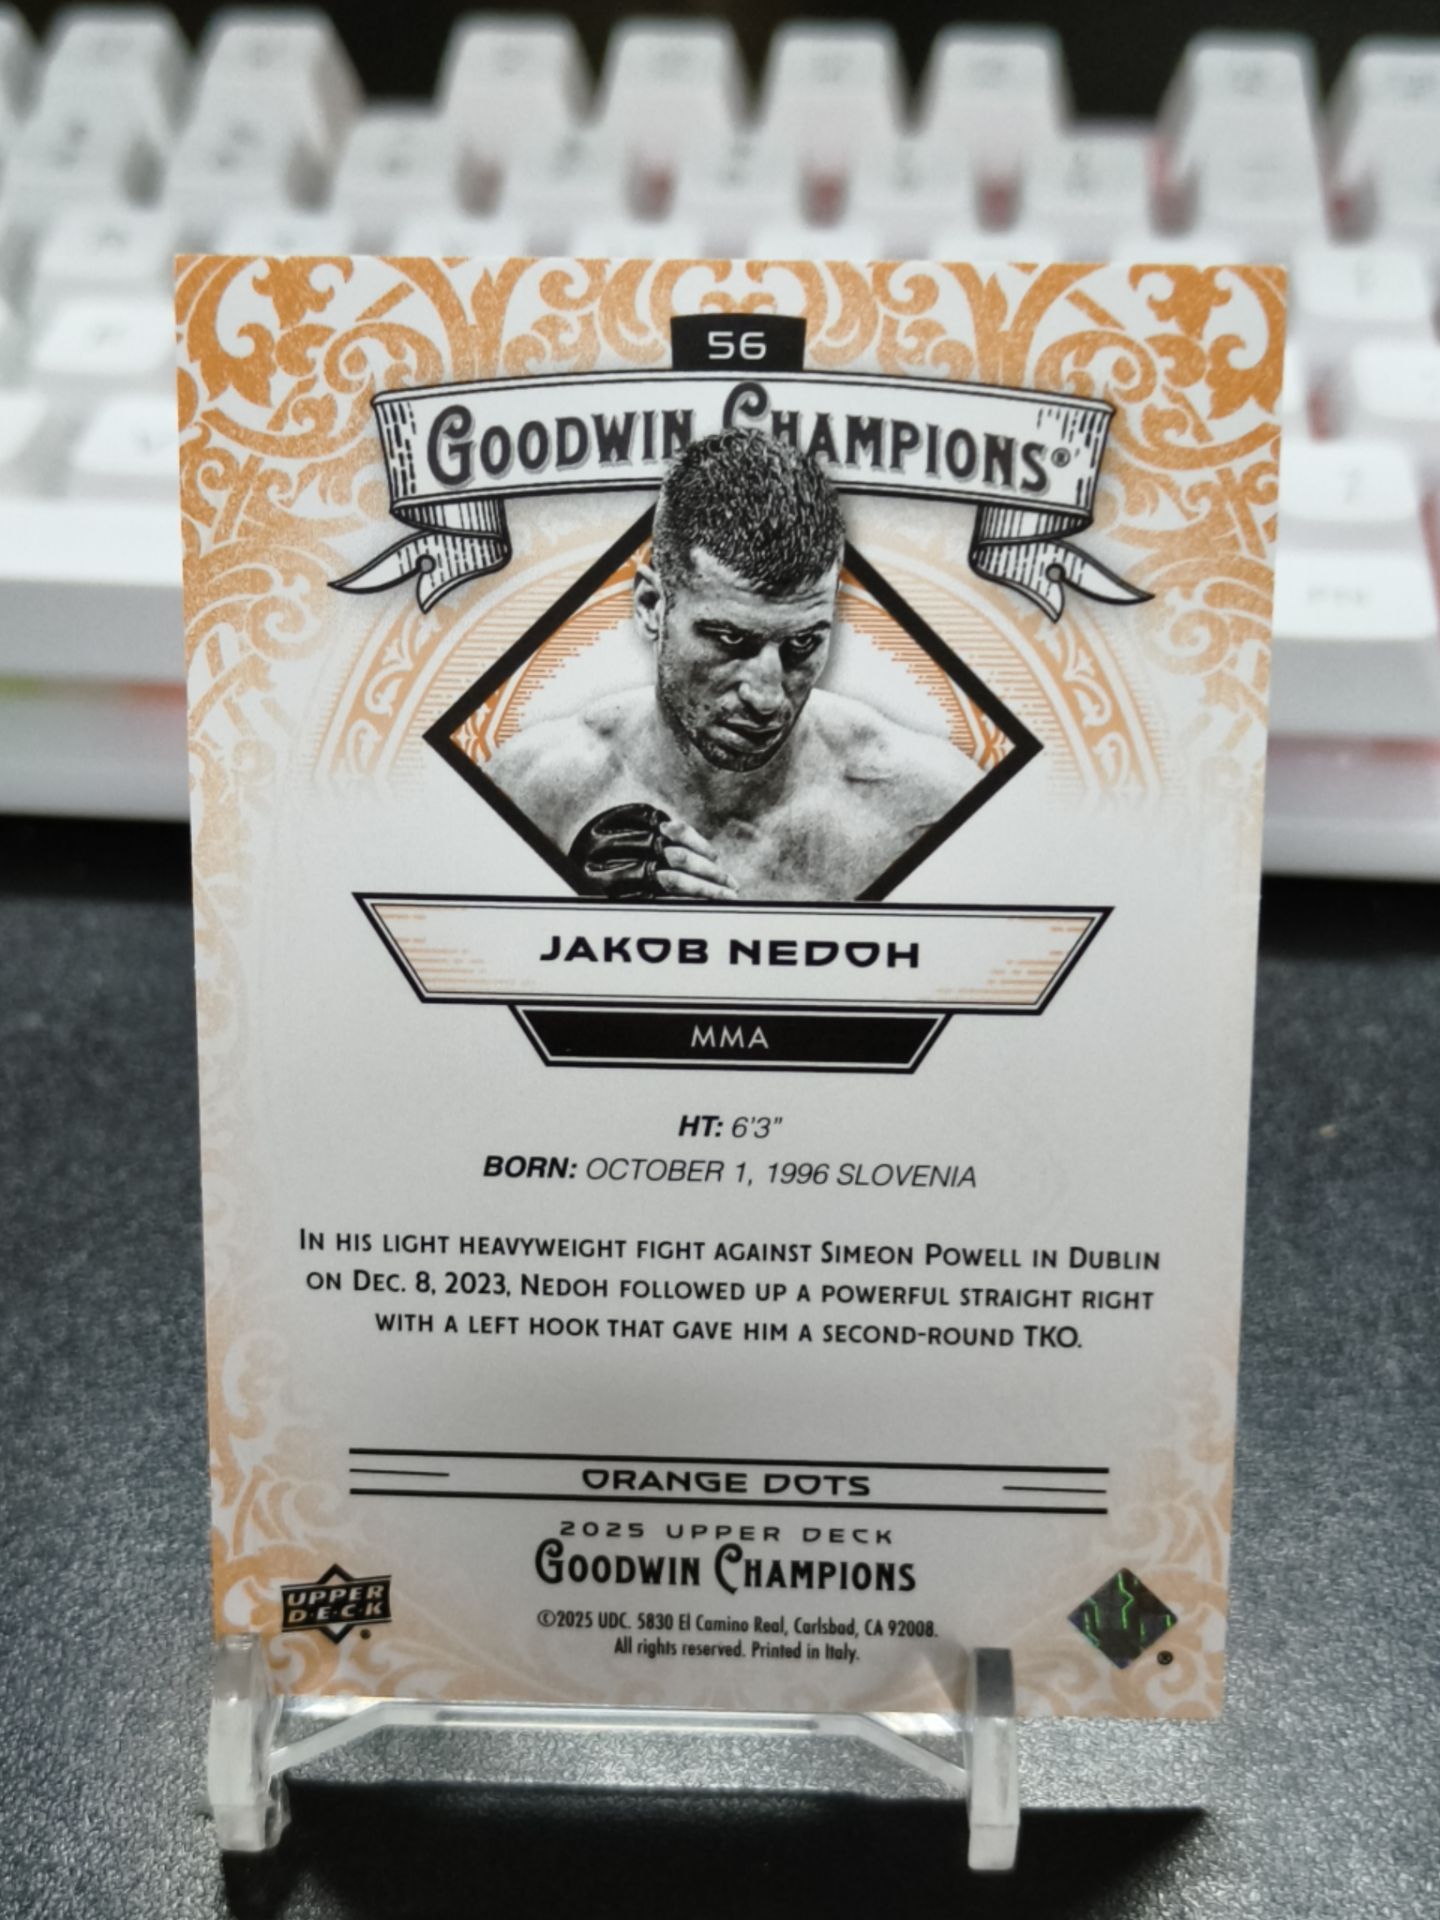 56
GOODWIN CHAMPIONS®
JAKOB NEDOH
MMA
HT: 6'3"
BORN: OCTOBER 1, 1996 SLOVENIA
IN HIS LIGHT HEAVYWEIGHT FIGHT AGAINST SIMEON POWELL IN DUBLIN
ON DEC. 8, 2023, NEDOH FOLLOWED UP A POWERFUL STRAIGHT RIGHT
WITH A LEFT HOOK THAT GAVE HIM A SECOND-ROUND TKO.
ORANGE DOTS
2025 UPPER DECK
GOODWIN CHAMPIONS
UPPER
D·E·C·K
®
©2025 UDC. 5830 El Camino Real, Carlsbad, CA 92008.
All rights reserved. Printed in Italy.
®